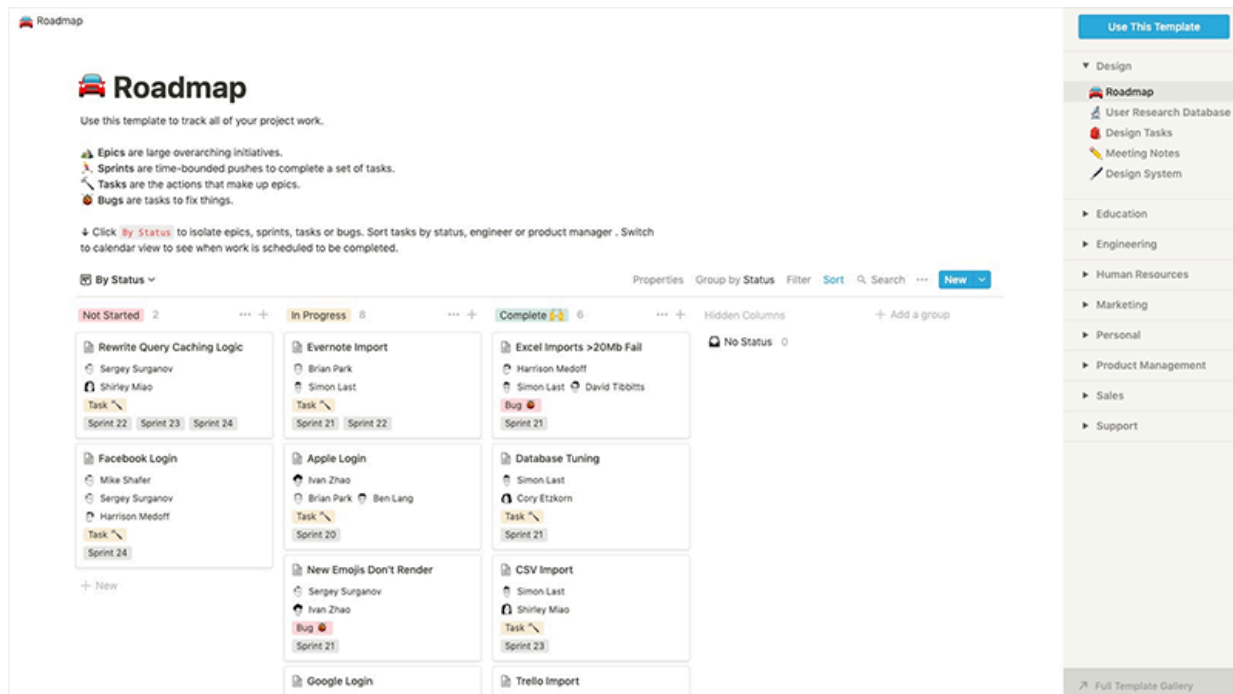 Roadmap
Roadmap
Use this template to track all of your project work.
Epics are large overarching initiatives.
Sprints are time-bounded pushes to complete a set of tasks.
Tasks are the actions that make up epics.
Bugs are tasks to fix things.
↓ Click By Status to isolate epics, sprints, tasks or bugs. Sort tasks by status, engineer or product manager . Switch
to calendar view to see when work is scheduled to be completed.
By Status
Properties Group by Status Filter Sort Search ... New
Not Started 2 ... +
Rewrite Query Caching Logic
Sergey Surganov
Shirley Miao
Task
Sprint 22 Sprint 23 Sprint 24
Facebook Login
Mike Shafer
Sergey Surganov
Harrison Medoff
Task
Sprint 24
+ New
In Progress 8 ... +
Evernote Import
Brian Park
Simon Last
Task
Sprint 21 Sprint 22
Apple Login
Ivan Zhao
Brian Park Ben Lang
Task
Sprint 20
New Emojis Don't Render
Sergey Surganov
Ivan Zhao
Bug
Sprint 21
Google Login
Complete 6 ... +
Excel Imports >20Mb Fail
Harrison Medoff
Simon Last David Tibbitts
Bug
Sprint 21
Database Tuning
Simon Last
Cory Etzkorn
Task
Sprint 21
CSV Import
Simon Last
Shirley Miao
Task
Sprint 23
Trello Import
Hidden Columns
No Status 0
+ Add a group
Use This Template
Design
Roadmap
User Research Database
Design Tasks
Meeting Notes
Design System
Education
Engineering
Human Resources
Marketing
Personal
Product Management
Sales
Support
Full Template Gallery